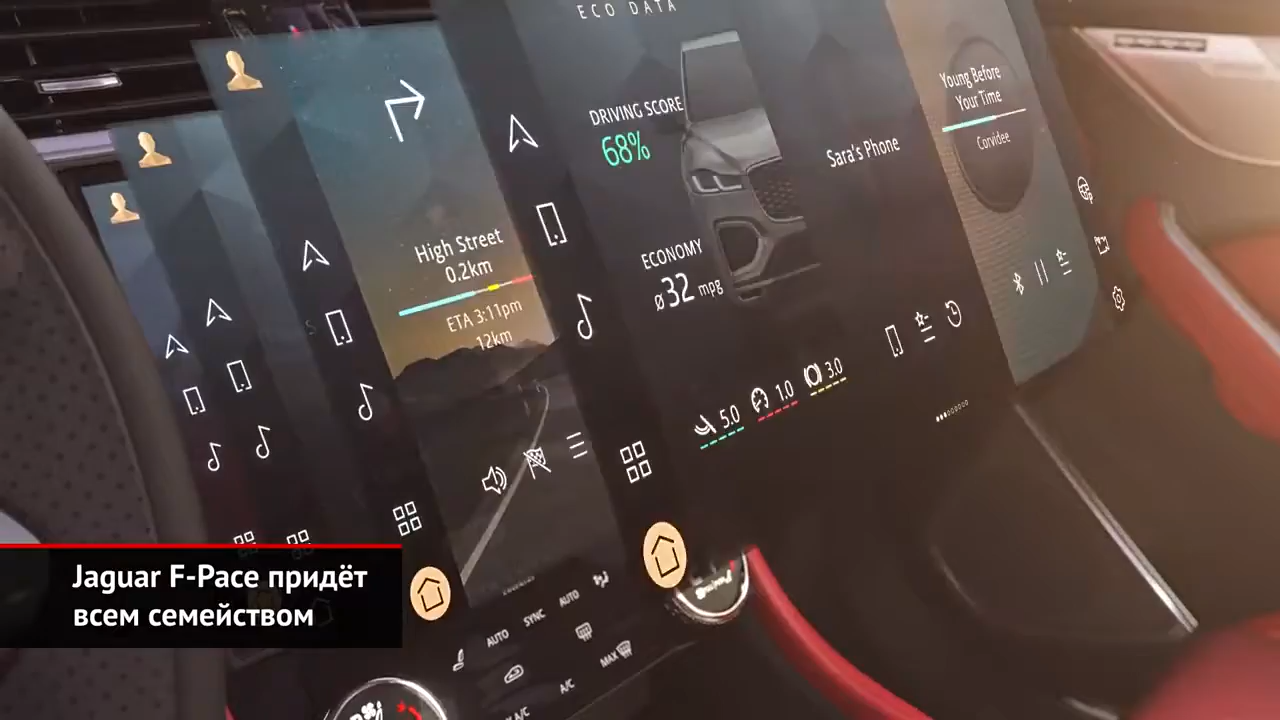 ECO DATA
DRIVING SCORE
68%
ECONOMY
ø32 mpg
High Street
0.2km
ETA 3:11pm
12km
Sara's Phone
Young Before
Your Time
Corvidee
5.0
1.0
3.0
AUTO
SYNC
AUTO
MAX
A/C
Jaguar F-Pace придёт
всем семейством